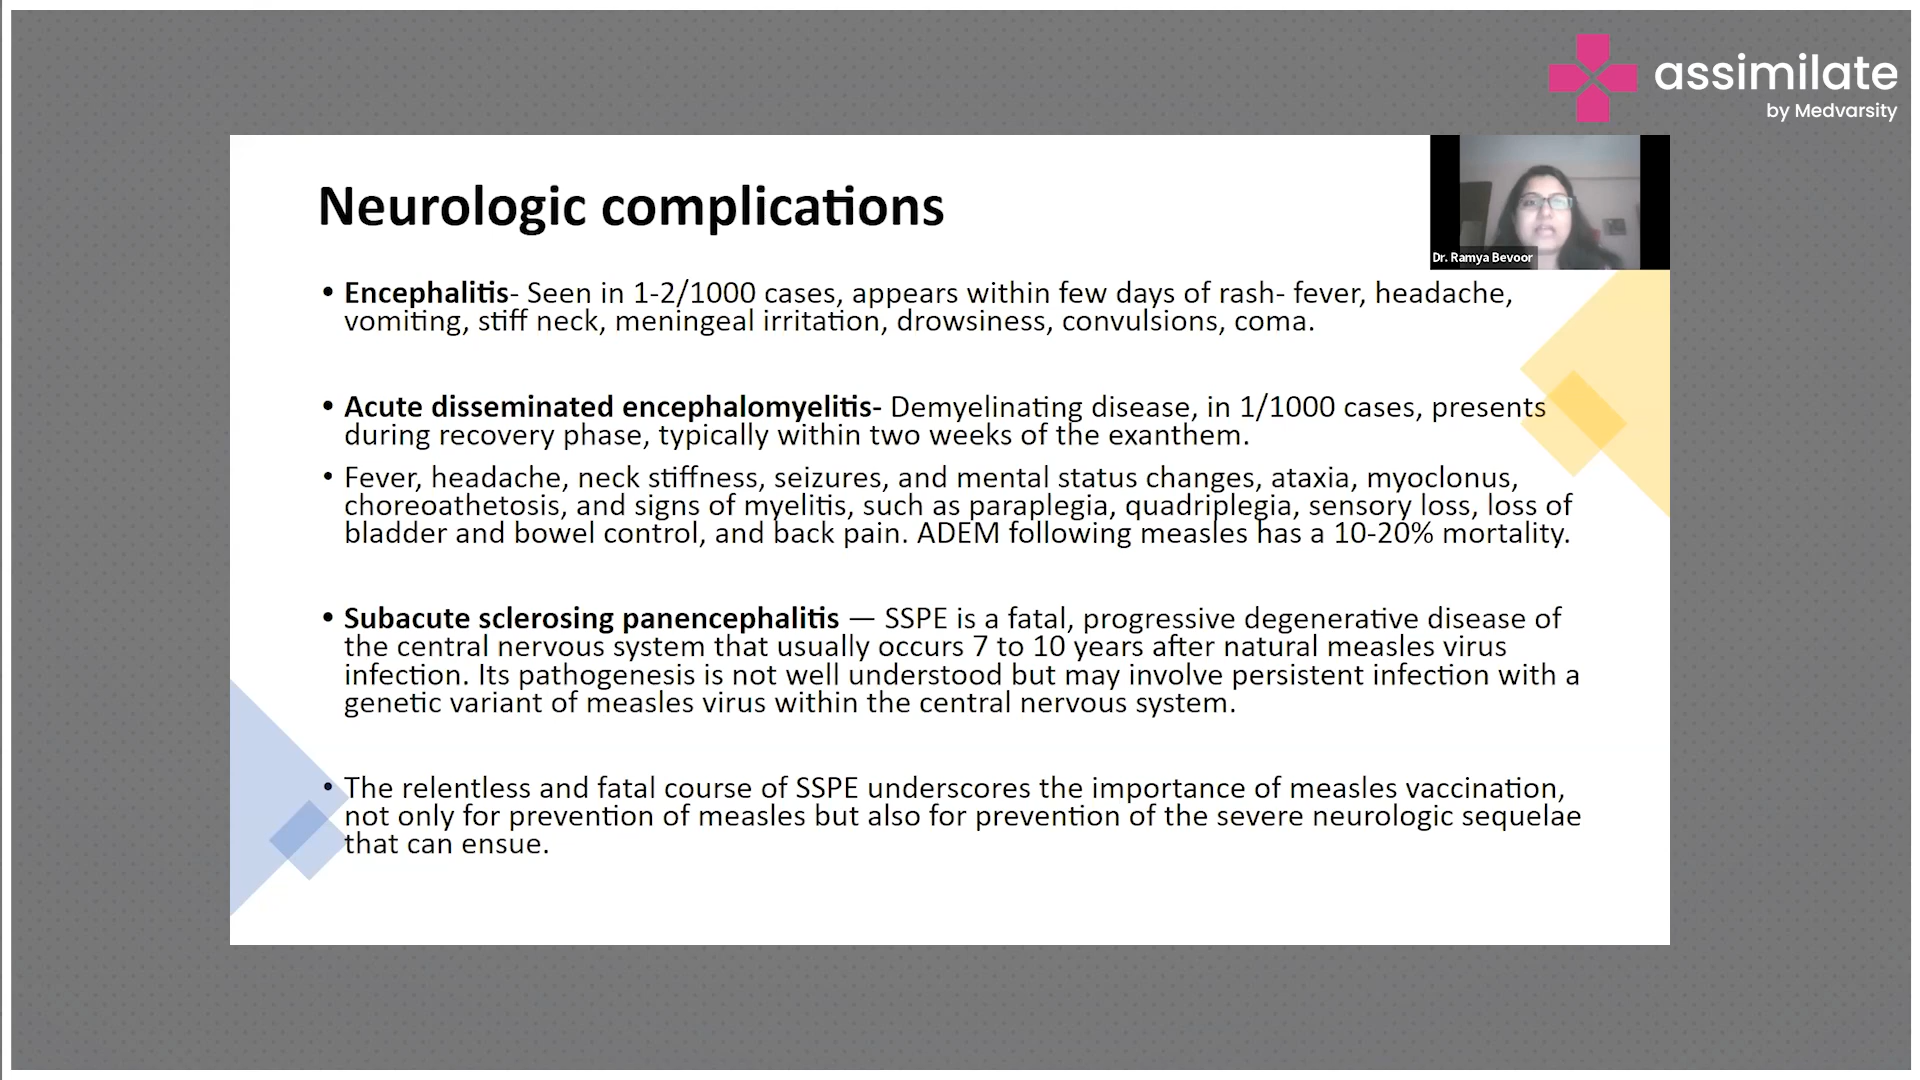 assimilate
by Medvarsity
Neurologic complications
Dr. Ramya Bevoor
• Encephalitis- Seen in 1-2/1000 cases, appears within few days of rash- fever, headache,
vomiting, stiff neck, meningeal irritation, drowsiness, convulsions, coma.
• Acute disseminated encephalomyelitis- Demyelinating disease, in 1/1000 cases, presents
during recovery phase, typically within two weeks of the exanthem.
• Fever, headache, neck stiffness, seizures, and mental status changes, ataxia, myoclonus,
choreoathetosis, and signs of myelitis, such as paraplegia, quadriplegia, sensory loss, loss of
bladder and bowel control, and back pain. ADEM following measles has a 10-20% mortality.
• Subacute sclerosing panencephalitis — SSPE is a fatal, progressive degenerative disease of
the central nervous system that usually occurs 7 to 10 years after natural measles virus
infection. Its pathogenesis is not well understood but may involve persistent infection with a
genetic variant of measles virus within the central nervous system.
• The relentless and fatal course of SSPE underscores the importance of measles vaccination,
not only for prevention of measles but also for prevention of the severe neurologic sequelae
that can ensue.